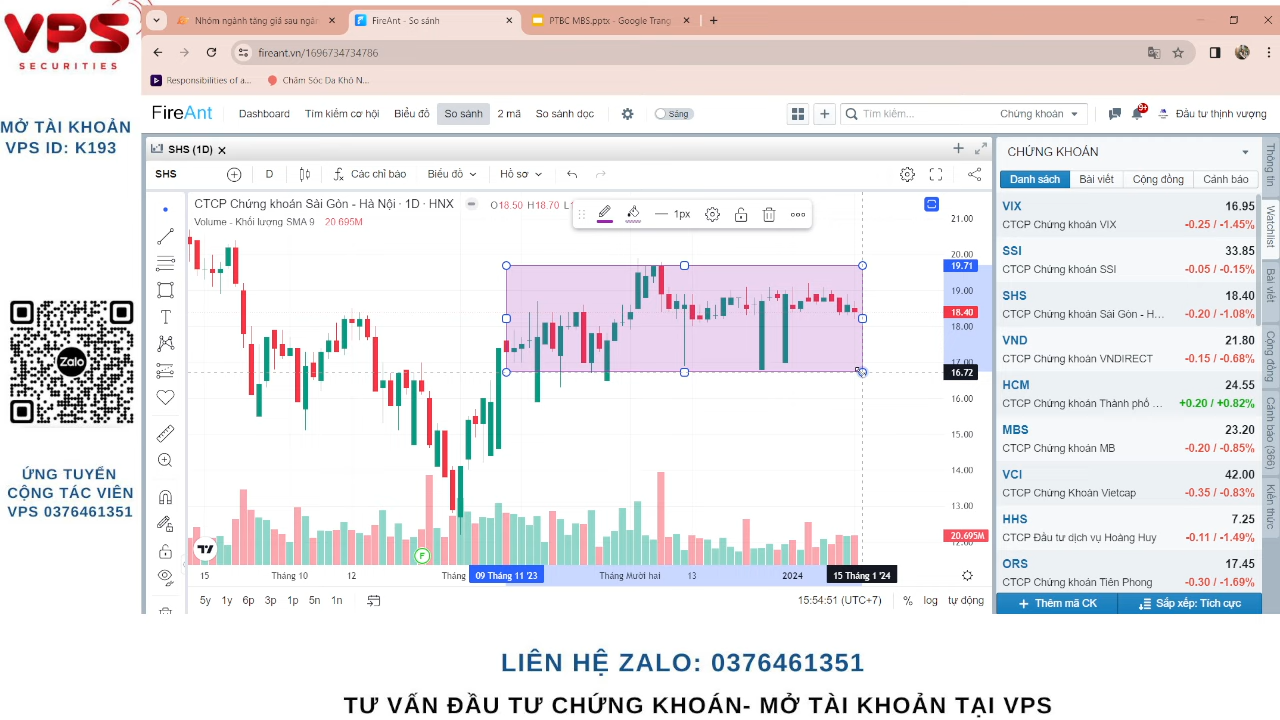 VPS
SECURITIES
MỞ TÀI KHOẢN
VPS ID: K193
Zalo
ỨNG TUYỂN
CỘNG TÁC VIÊN
VPS 0376461351
Nhóm ngành tăng giá sau ngân
FireAnt - So sánh
PTBC MBS.pptx - Google Trang
fireant.vn/1696734734786
Responsibilities of a...
Chăm Sóc Da Khô N...
FireAnt
Dashboard
Tìm kiếm cơ hội
Biểu đồ
So sánh
2 mã
So sánh dọc
Sáng
Tìm kiếm...
Chứng khoán
9+
Đầu tư thịnh vượng
SHS (1D)
SHS
D
Các chỉ báo
Biểu đồ
Hồ sơ
CTCP Chứng khoán Sài Gòn - Hà Nội · 1D · HNX
O18.50 H18.70
Volume - Khối lượng SMA 9 20.695M
1px
21.00
20.00
19.71
19.00
18.40
18.00
17.00
16.72
16.00
15.00
14.00
13.00
20.695M
12.00
F
15
Tháng 10
12
Tháng
09 Tháng 11 '23
Tháng Mười hai
13
2024
15 Tháng 1 '24
5y 1y 6p 3p 1p 5n 1n
15:54:51 (UTC+7)
% log tự động
CHỨNG KHOÁN
Danh sách
Bài viết
Cộng đồng
Cảnh báo
VIX 16.95
CTCP Chứng khoán VIX -0.25 / -1.45%
SSI 33.85
CTCP Chứng khoán SSI -0.05 / -0.15%
SHS 18.40
CTCP Chứng khoán Sài Gòn - H... -0.20 / -1.08%
VND 21.80
CTCP Chứng khoán VNDIRECT -0.15 / -0.68%
HCM 24.55
CTCP Chứng khoán Thành phố ... +0.20 / +0.82%
MBS 23.20
CTCP Chứng khoán MB -0.20 / -0.85%
VCI 42.00
CTCP Chứng Khoán Vietcap -0.35 / -0.83%
HHS 7.25
CTCP Đầu tư dịch vụ Hoàng Huy -0.11 / -1.49%
ORS 17.45
CTCP Chứng khoán Tiên Phong -0.30 / -1.69%
Thêm mã CK
Sắp xếp: Tích cực
Thông tin
Watchlist
Bài viết
Cộng đồng
Cảnh báo (366)
Kiến thức
LIÊN HỆ ZALO: 0376461351
TƯ VẤN ĐẦU TƯ CHỨNG KHOÁN- MỞ TÀI KHOẢN TẠI VPS